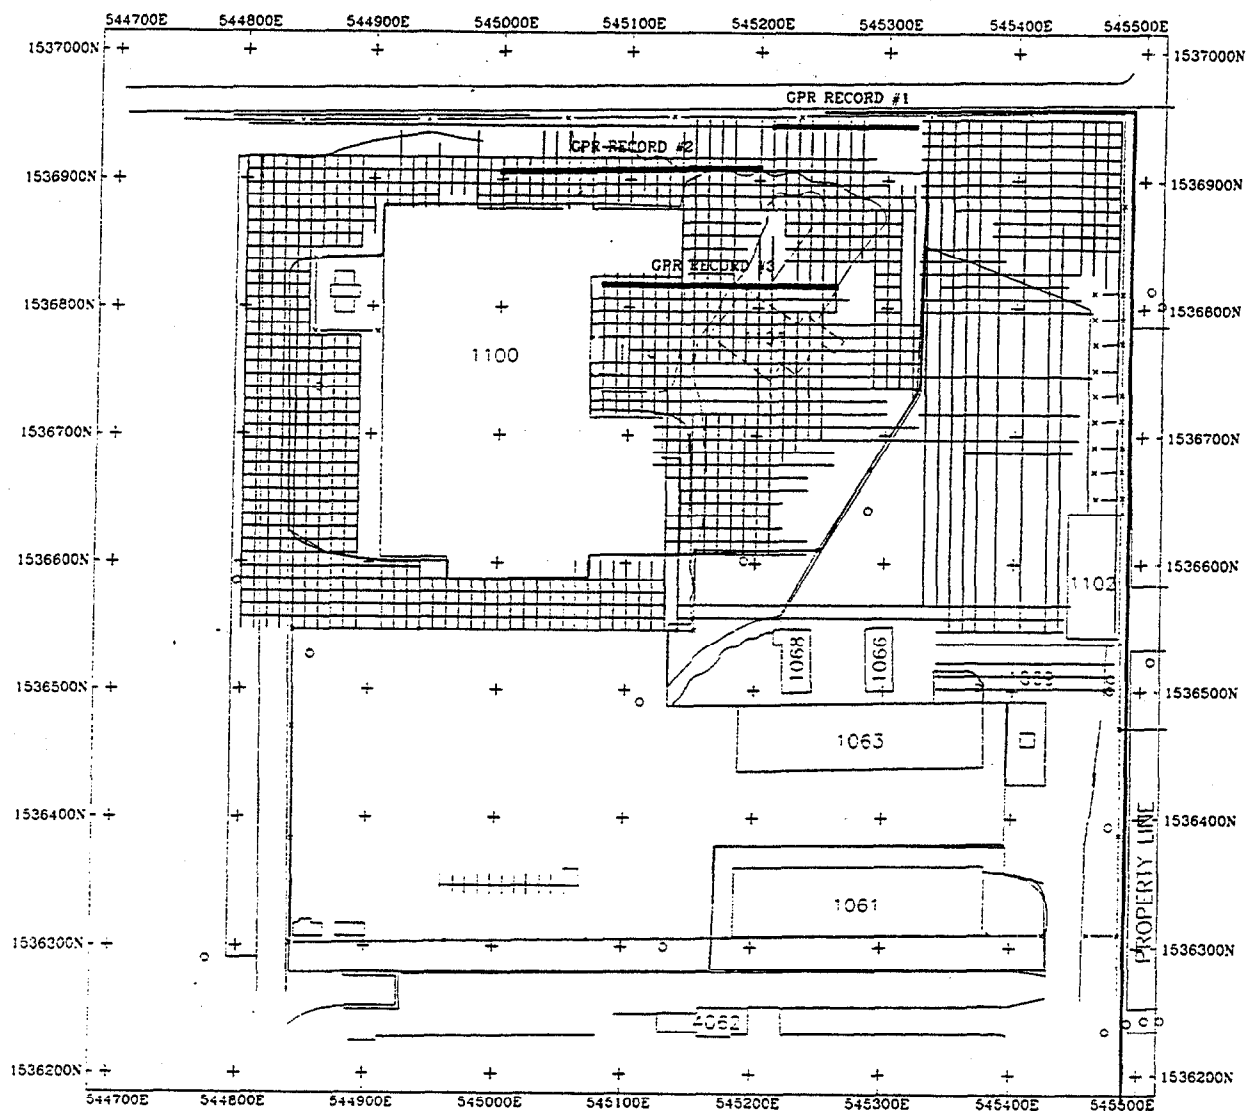 544700E 544800E 544900E 545000E 545100E 545200E 545300E 545400E 545500E
1537000N 1537000N
GPR RECORD #1
GPR RECORD #2
1536900N 1536900N
GPR RECORD #3
1536800N 1536800N
1100
1536700N 1536700N
1536600N 1536600N
1102
1068 1066
1536500N 1536500N
1063
1536400N 1536400N
PROPERTY LINE
1061
1536300N 1536300N
4062
1536200N 1536200N
544700E 544800E 544900E 545000E 545100E 545200E 545300E 545400E 545500E